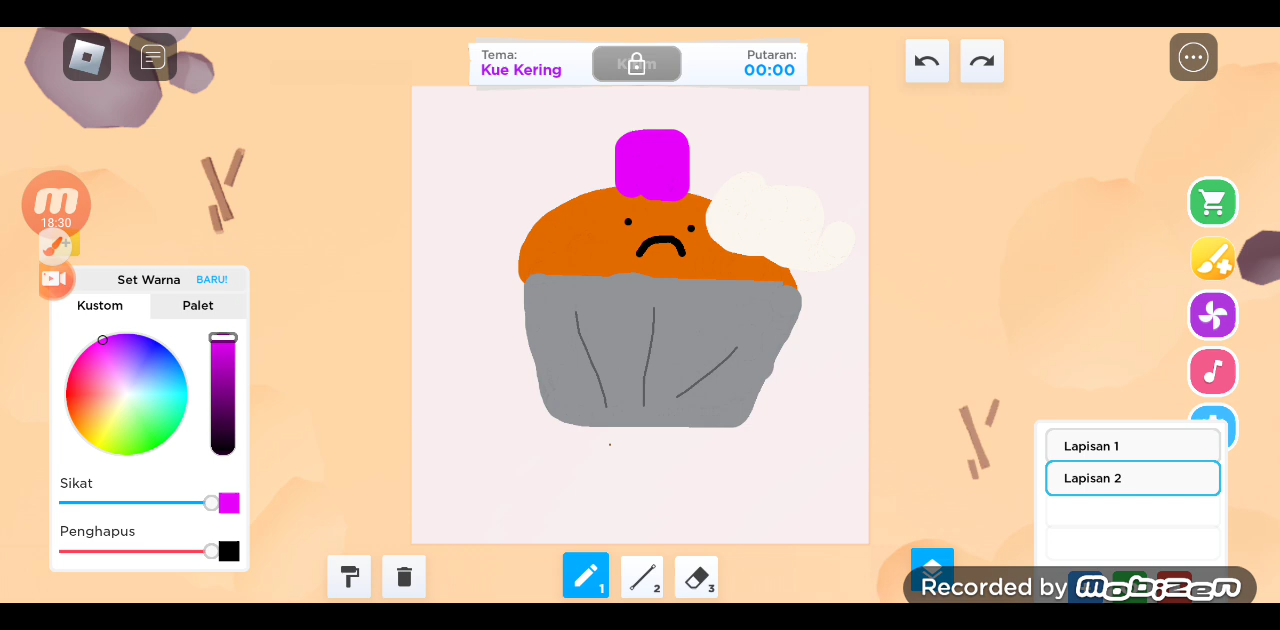 Tema:
Kue Kering
Putaran:
00:00
18:30
Set Warna BARU!
Kustom Palet
Sikat
Penghapus
1
2
3
Lapisan 1
Lapisan 2
Recorded by mobizen